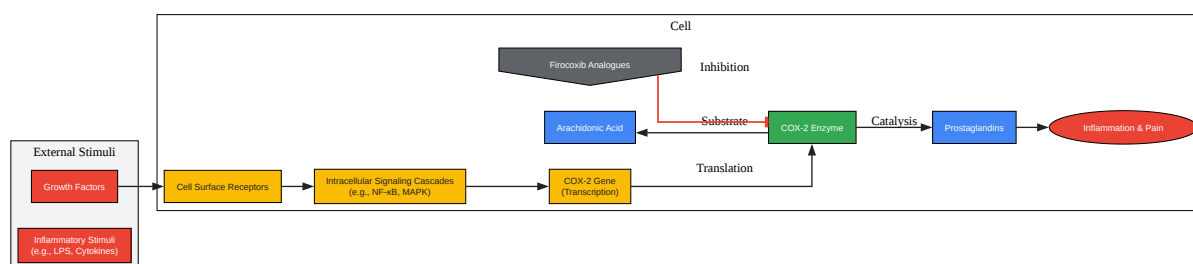 Cell
Firocoxib Analogues
Inhibition
Arachidonic Acid
Substrate
COX-2 Enzyme
Catalysis
Prostaglandins
Inflammation & Pain
External Stimuli
Growth Factors
Cell Surface Receptors
Intracellular Signaling Cascades
(e.g., NF-κB, MAPK)
COX-2 Gene
(Transcription)
Translation
Inflammatory Stimuli
(e.g., LPS, Cytokines)